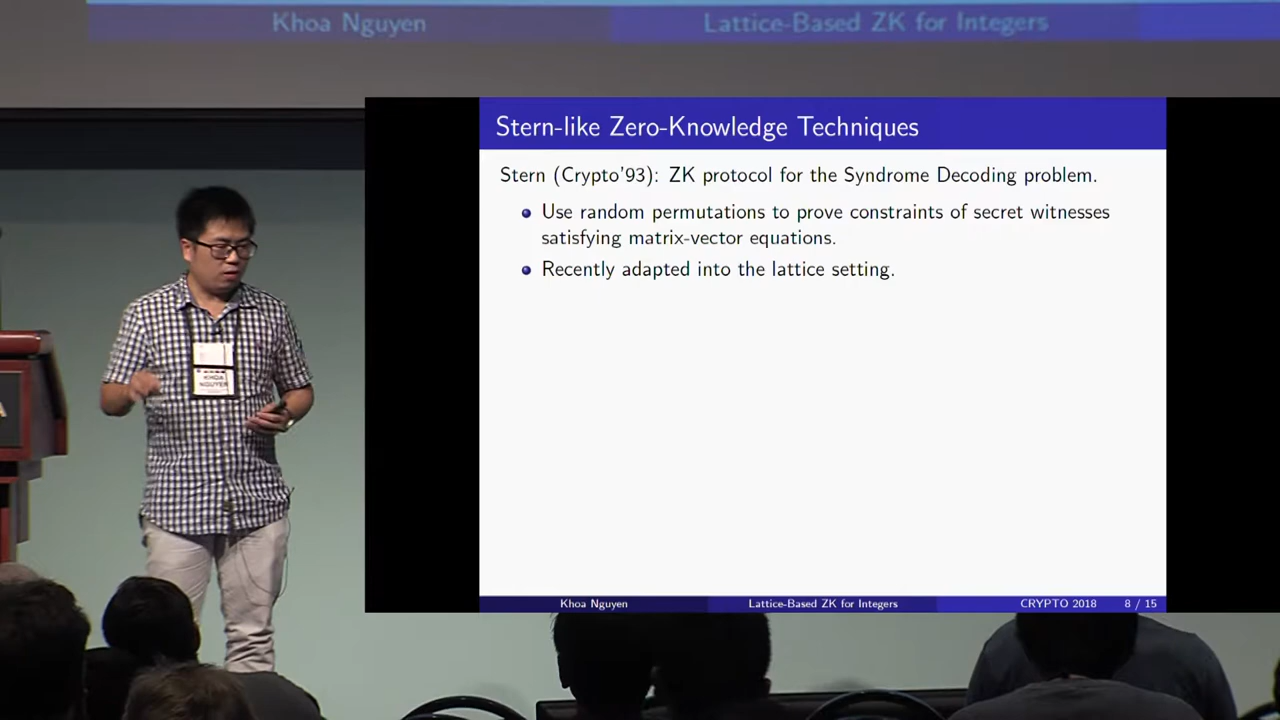 Khoa Nguyen
Lattice-Based ZK for Integers
Stern-like Zero-Knowledge Techniques
Stern (Crypto'93): ZK protocol for the Syndrome Decoding problem.
Use random permutations to prove constraints of secret witnesses
satisfying matrix-vector equations.
Recently adapted into the lattice setting.
KHOA
NGUYEN
A
Khoa Nguyen
Lattice-Based ZK for Integers
CRYPTO 2018
8 / 15